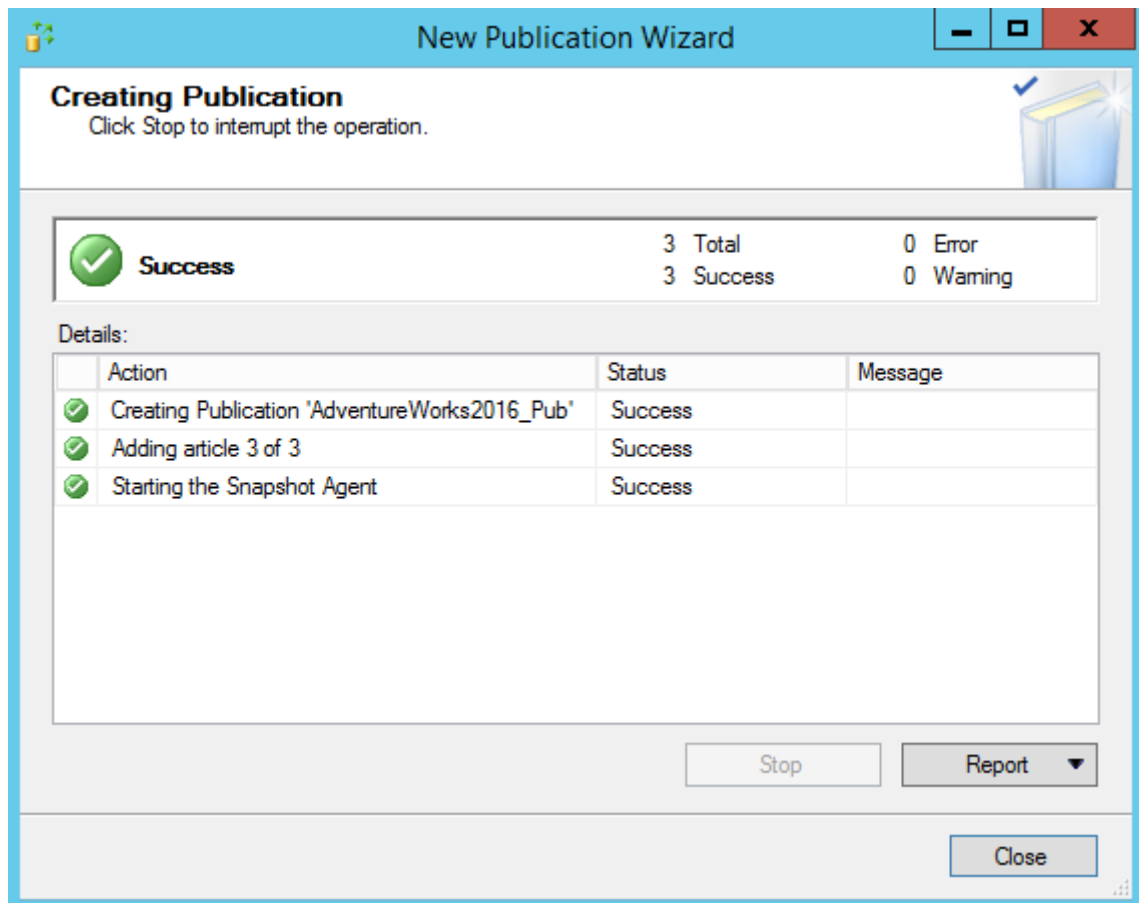 New Publication Wizard
Creating Publication
Click Stop to interrupt the operation.
Success
3 Total
0 Error
3 Success
0 Warning
Details:
Action Status Message
Creating Publication 'AdventureWorks2016_Pub' Success
Adding article 3 of 3 Success
Starting the Snapshot Agent Success
Stop
Report
Close